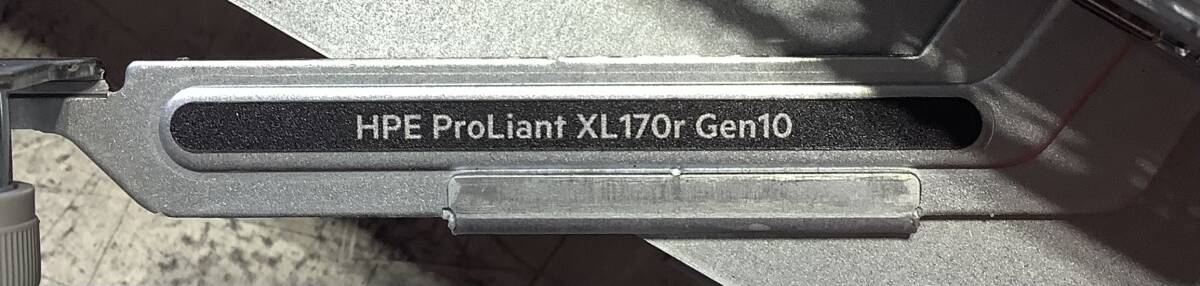 HPE ProLiant XL170r Gen10